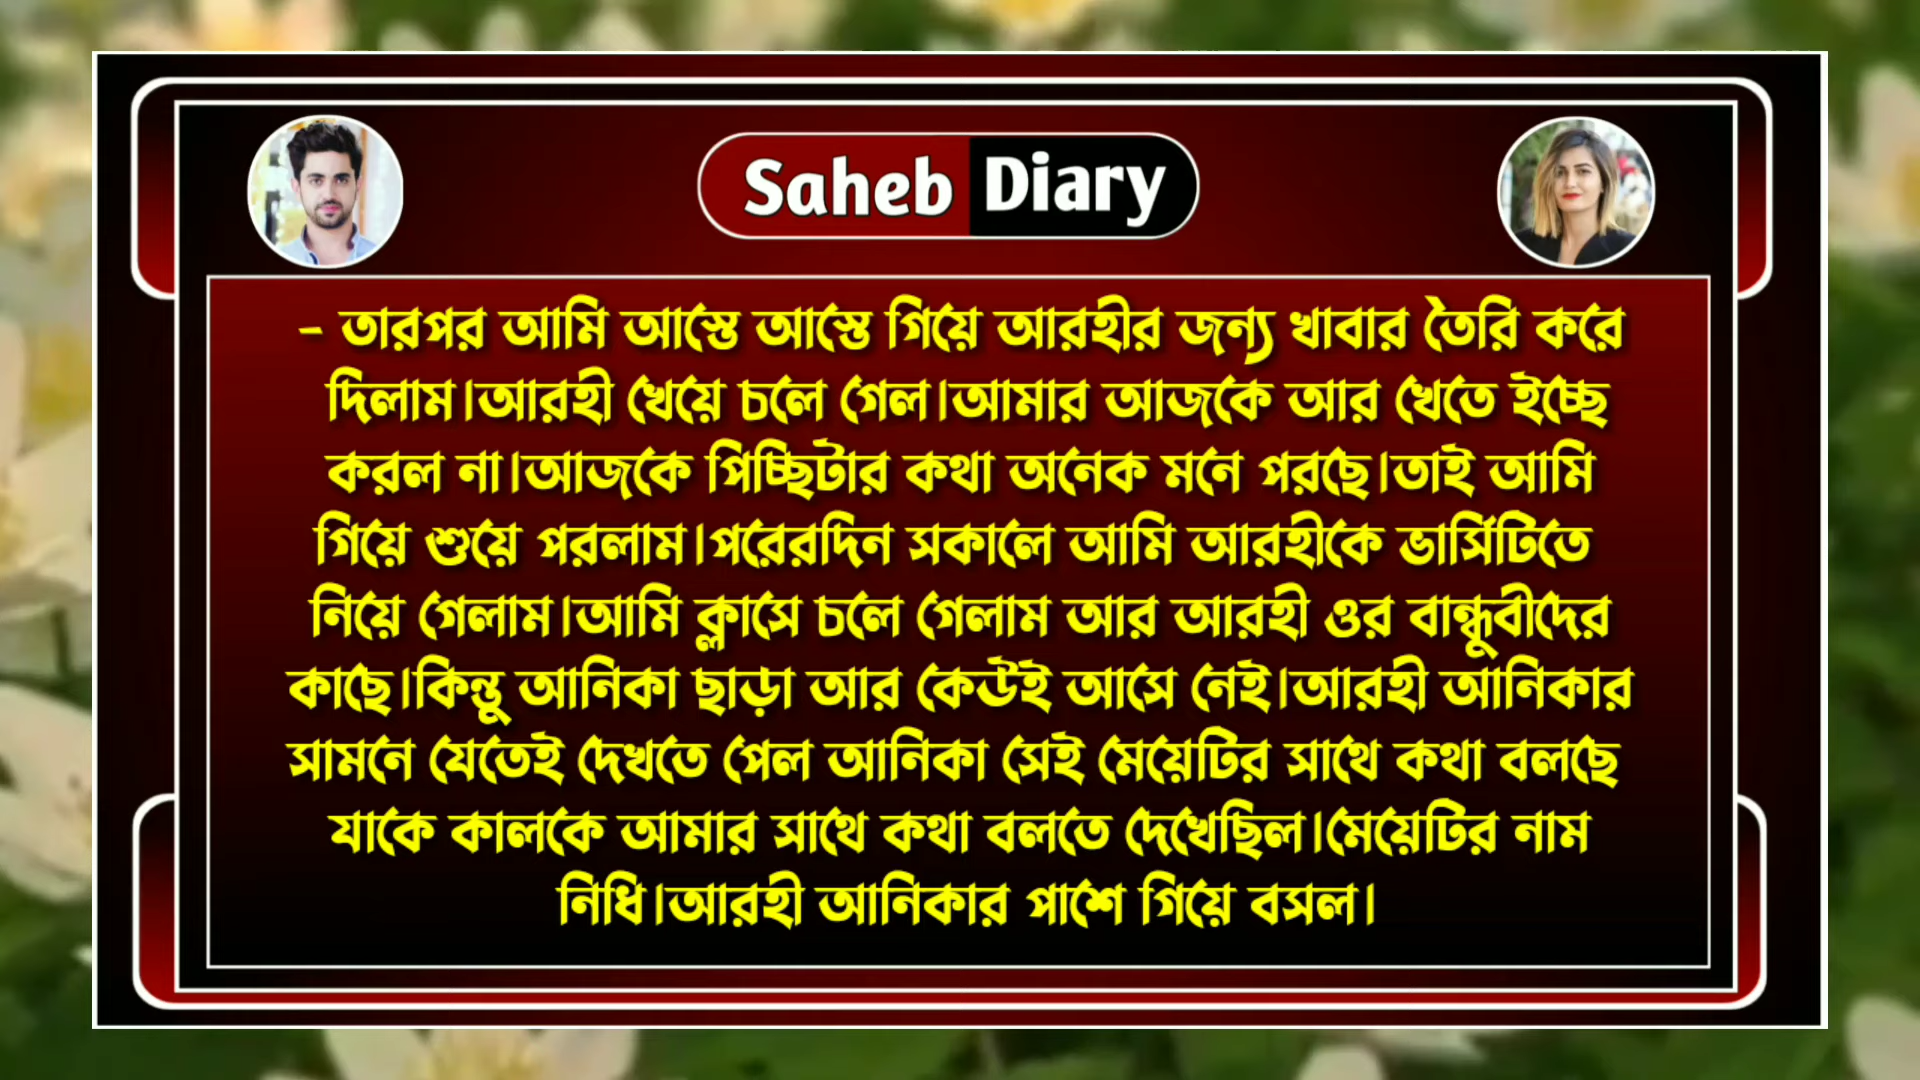 Saheb Diary
- তারপর আমি আস্তে আস্তে গিয়ে আরহীর জন্য খাবার তৈরি করে
দিলাম।আরহী খেয়ে চলে গেল।আমার আজকে আর খেতে ইচ্ছে
করল না।আজকে পিচ্ছিটার কথা অনেক মনে পরছে।তাই আমি
গিয়ে শুয়ে পরলাম।পরেরদিন সকালে আমি আরহীকে ভার্সিটিতে
নিয়ে গেলাম।আমি ক্লাসে চলে গেলাম আর আরহী ওর বান্ধুবীদের
কাছে।কিন্তু আনিকা ছাড়া আর কেউই আসে নেই।আরহী আনিকার
সামনে যেতেই দেখতে পেল আনিকা সেই মেয়েটির সাথে কথা বলছে
যাকে কালকে আমার সাথে কথা বলতে দেখেছিল।মেয়েটির নাম
নিধি।আরহী আনিকার পাশে গিয়ে বসল।